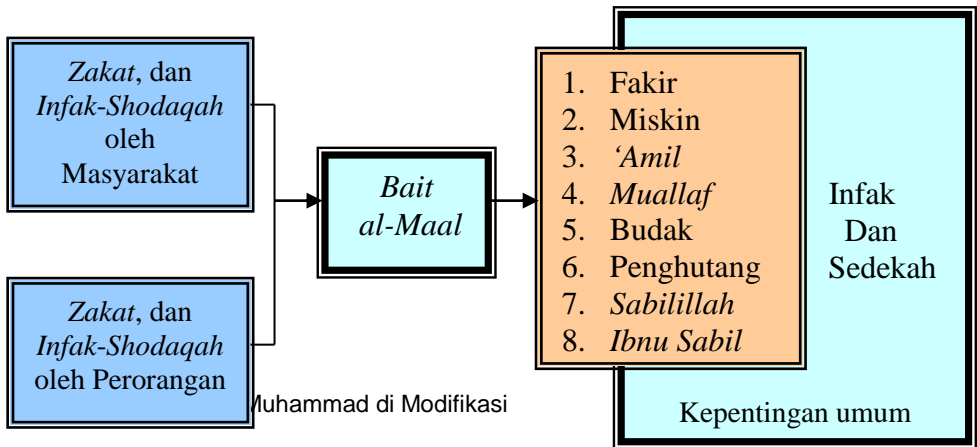 Zakat, dan
Infak-Shodaqah
oleh
Masyarakat
Zakat, dan
Infak-Shodaqah
oleh Perorangan
Bait
al-Maal
1. Fakir
2. Miskin
3. ‘Amil
4. Muallaf
5. Budak
6. Penghutang
7. Sabilillah
8. Ibnu Sabil
Infak
Dan
Sedekah
Kepentingan umum
Muhammad di Modifikasi